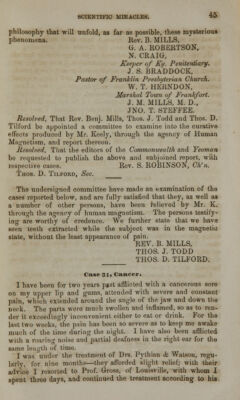 SCIENTIFIC MIRACLES. 45
philosophy that will unfold, as far as possible, these mysterious
phenomena. Rev. B. MILLS,
G. A. ROBERTSON,
N. CRAIG,
Keeper of Ky. Penitentiary.
J. S. BRADDOCK,
Pastor of Franklin Presbyterian Church.
W. T. HERNDON,
Marshal Town of Frankfort.
J. M. MILLS, M. D.,
JNO. T. STEFFEE.
Resolved, That Rev. Benj. Mills, Thos. J. Todd and Thos. D.
Tilford be appointed a committee to examine into the curative
effects produced by Mr. Keely, through the agency of Human
Magnetism, and report thereon.
Resolved, That the editors of the Commonwealth and Yeoman
be requested to publish the above and subjoined report, with
respective cases. Rev. S. ROBINSON, Ch'n.
Thos. D. Tilford, Sec.
The undersigned committee have made an examination of the
cases reported below, and are fully satisfied that they, as well as
a number of other persons, have been relieved by Mr. K.
through the agency of human magnetism. The persons testify-
ing are worthy of credence. We further state that we have
seen teeth extracted while the subject was in the magnetic
state, without the least appearance of pain.
REV. B. MILLS,
THOS. J. TODD
THOS. D. TILFORD.
Case 31, Cancer.
I have been for two years past afflicted with a cancerous sore
on my upper lip and gums, attended with severe and constant
pain, which extended around the angle of the jaw and down the
neck. The parts were much swollen and inflamed, so as to ren-
der it exceedingly inconvenient either to eat or drink. For the
last two weeks, the pain has been so severe as to keep me awake
much of the time during the night. I have also been afflicted
with a roaring noise and partial deafness in the right ear for the
same length of time.
I was under the treatment of Drs. Pythian & Watson, regu-
larly, for nine months—they afforded slight relief; with their
advice I resorted to Prof. Gross, of Louisville, with whom I
spent three days, and continued the treatment according to his